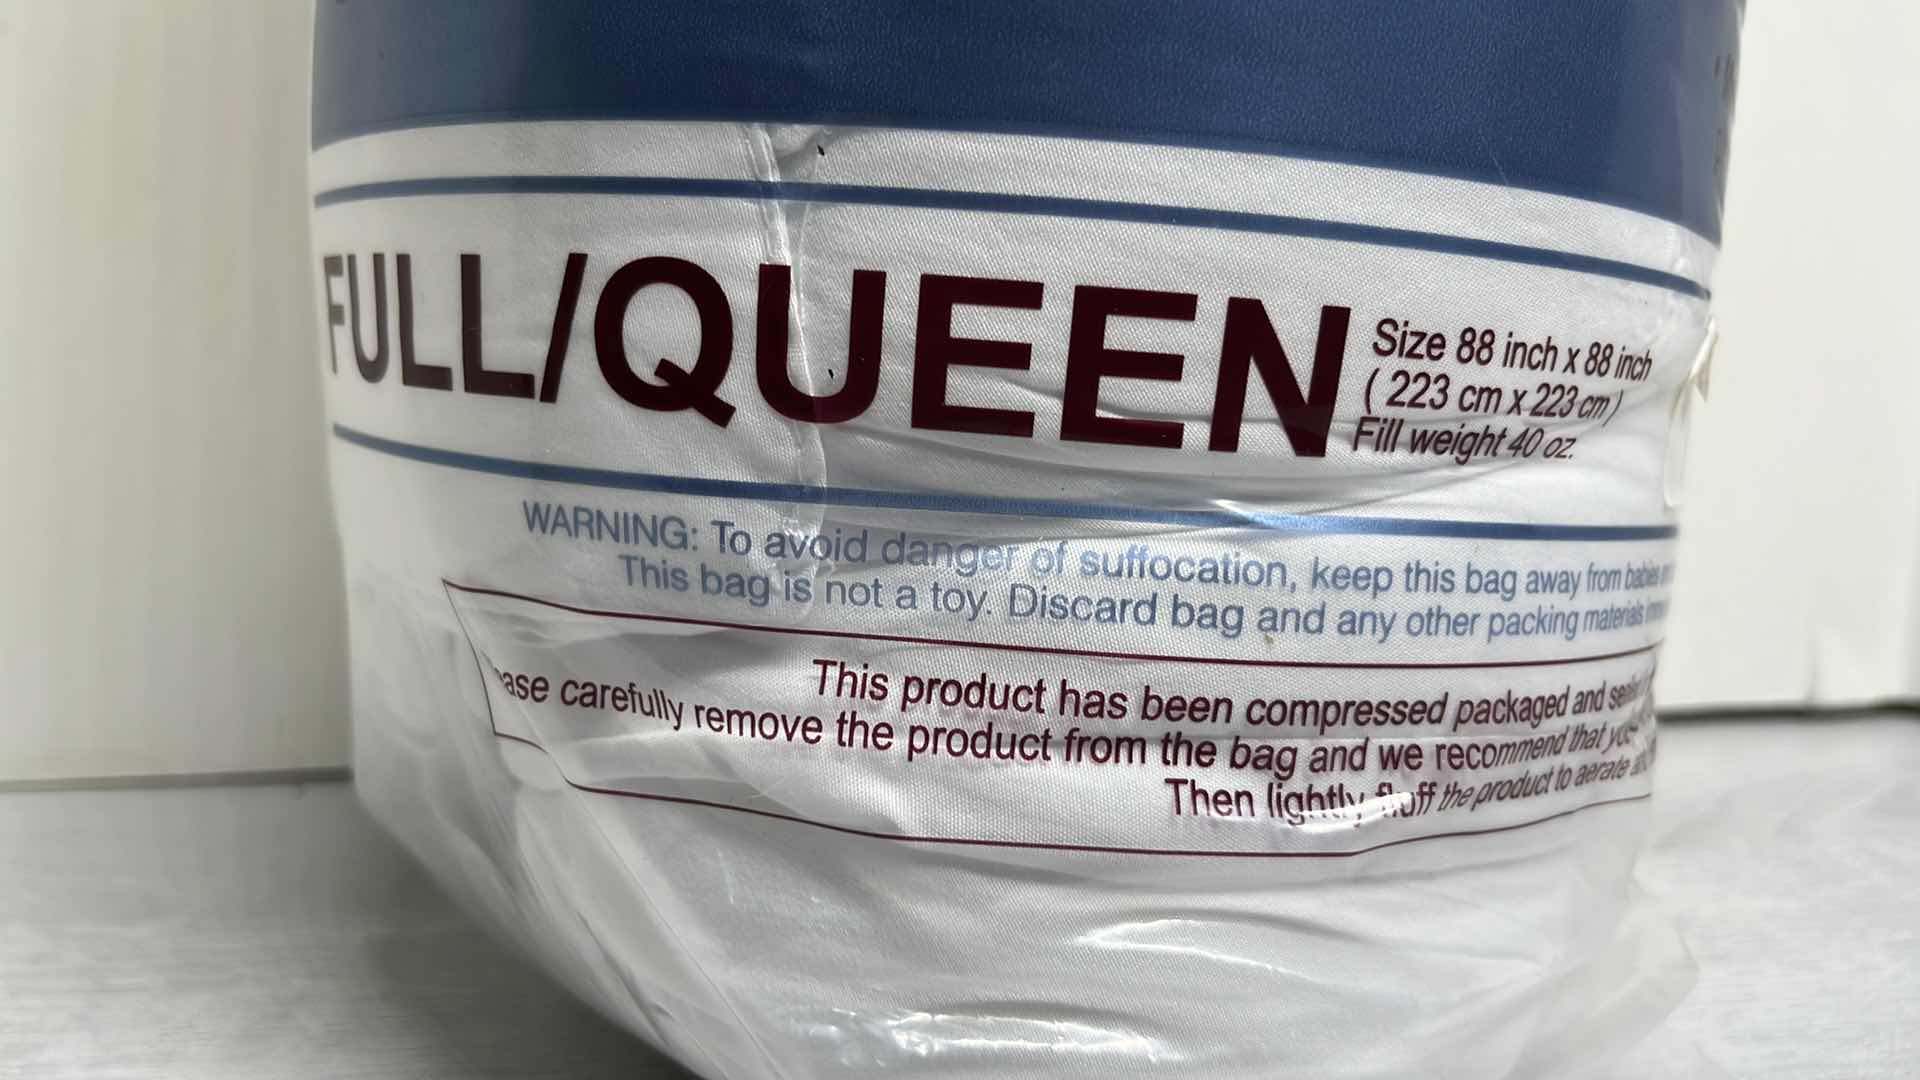 FULL/QUEEN
Size 88 inch x 88 inch
( 223 cm x 223 cm )
Fill weight 40 oz.
WARNING: To avoid danger of suffocation, keep this bag away from babies
This bag is not a toy. Discard bag and any other packing materials
This product has been compressed packaged and
carefully remove the product from the bag and we recommend that
Then lightly fluff the product to aerate